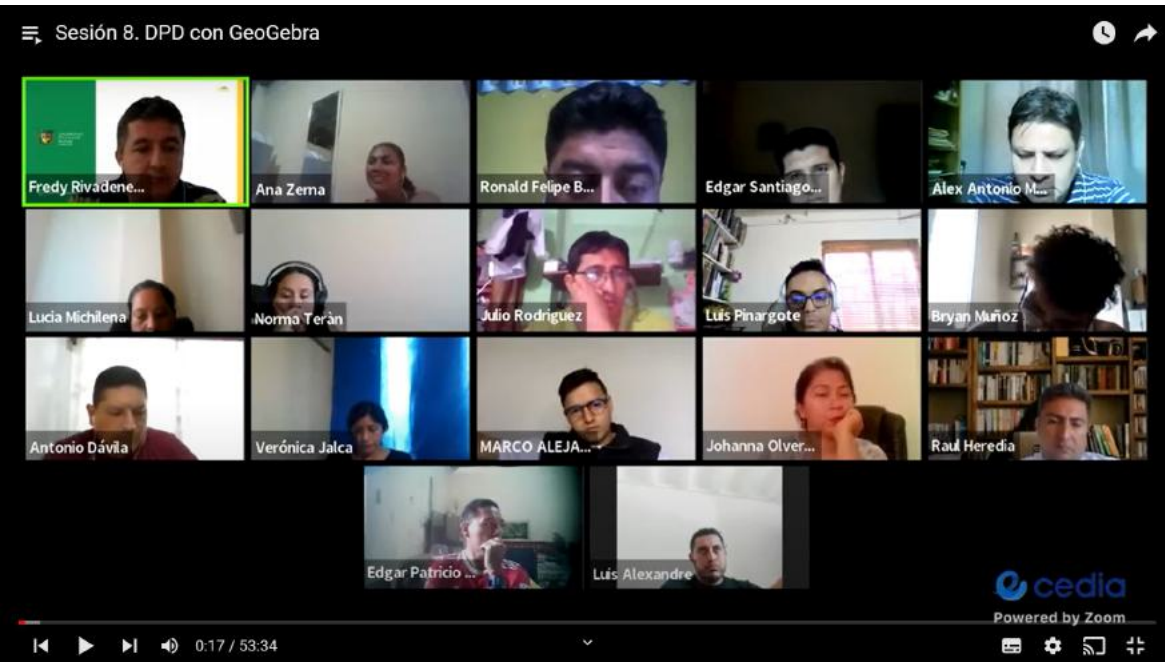 Sesión 8. DPD con GeoGebra
Fredy Rivadene...
Ana Zerna
Ronald Felipe B...
Edgar Santiago...
Alex Antonio M...
Lucia Michilena
Norma Teràn
Julio Rodriguez
Luis Pinargote
Bryan Muñoz
Antonio Dávila
Verónica Jalca
MARCO ALEJA...
Johanna Olver...
Raul Heredia
Edgar Patricio ...
Luis Alexandre
cedia
Powered by Zoom
0:17 / 53:34